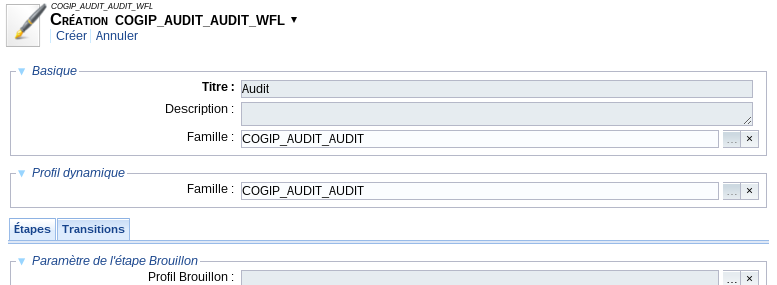 COGIP_AUDIT_AUDIT_WFL
CRÉATION COGIP_AUDIT_AUDIT_WFL ▼
Créer Annuler
▼ Basique
Titre : Audit
Description :
Famille : COGIP_AUDIT_AUDIT ... ×
▼ Profil dynamique
Famille : COGIP_AUDIT_AUDIT ... ×
Étapes Transitions
▼ Paramètre de l'étape Brouillon
Profil Brouillon : ... ×